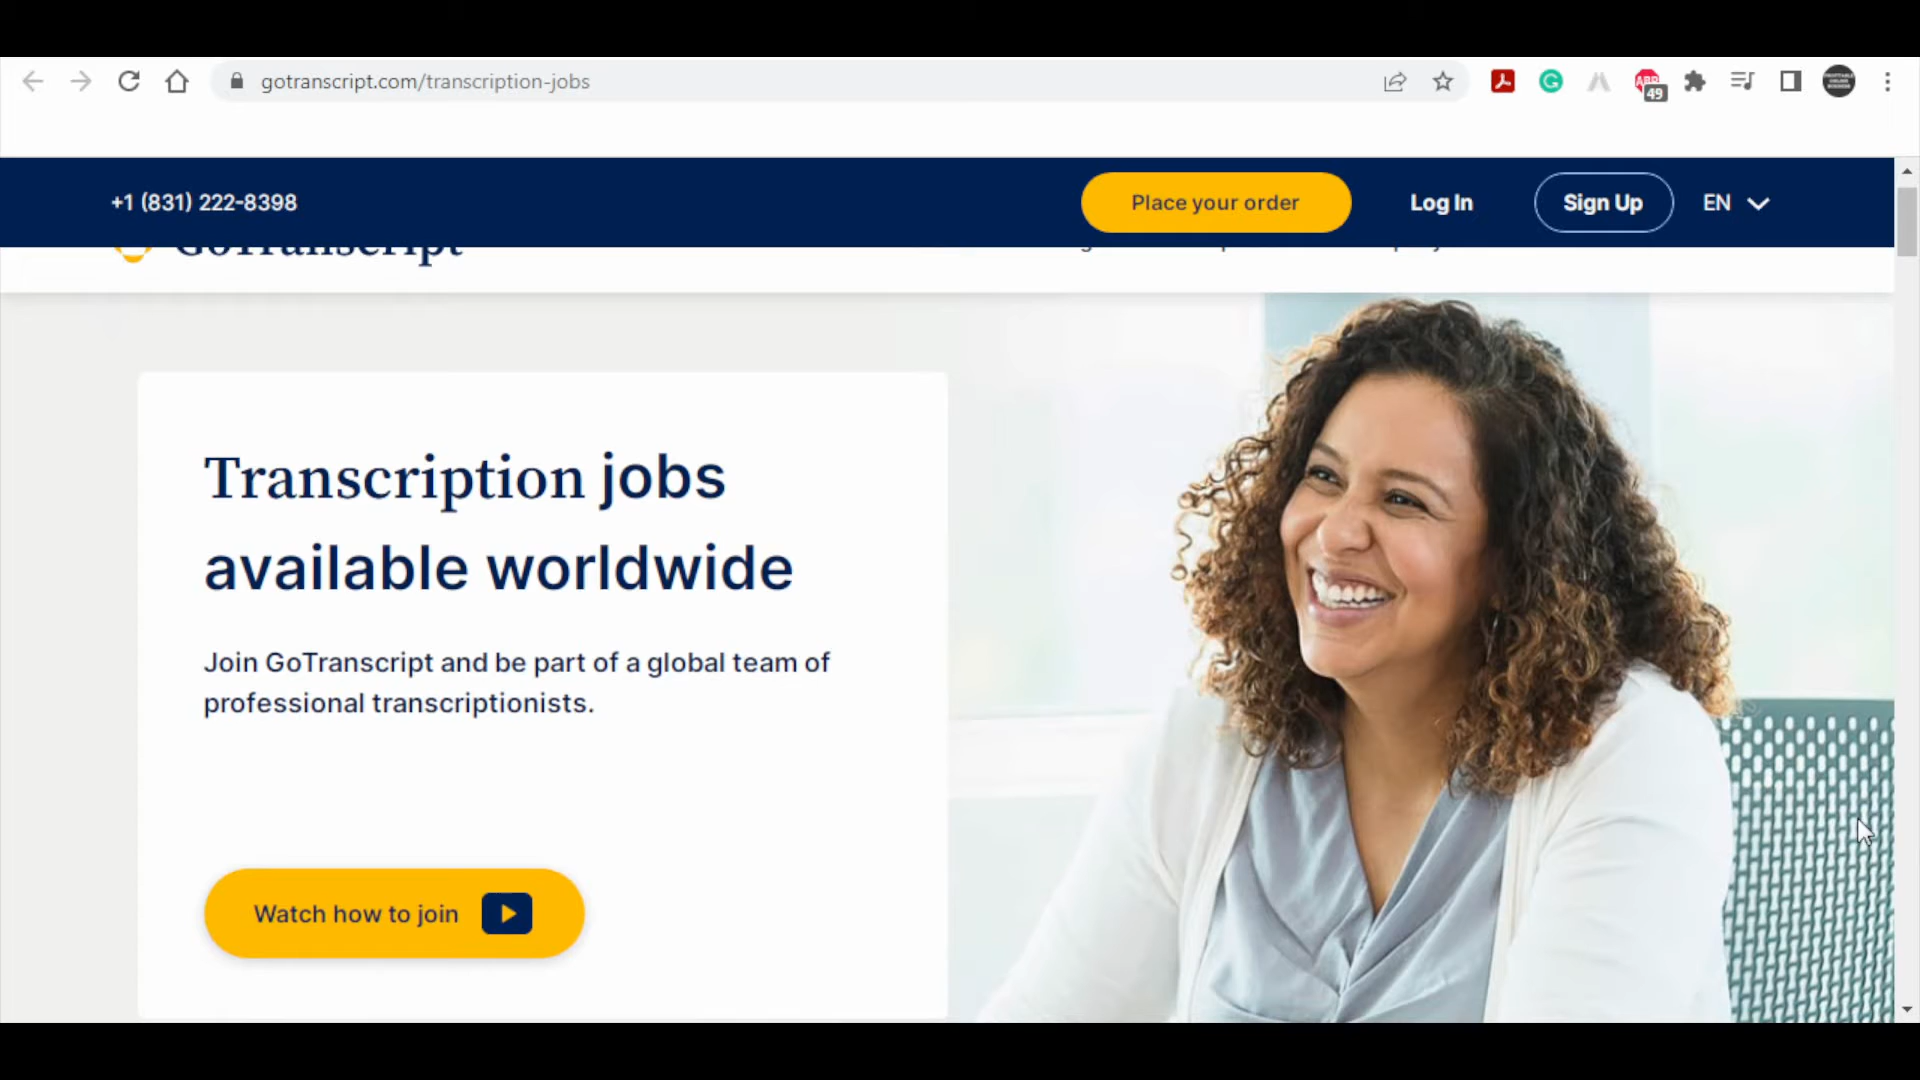 gotranscript.com/transcription-jobs
49
+1 (831) 222-8398
Place your order
Log In
Sign Up
EN
GoTranscript
Transcription jobs
available worldwide
Join GoTranscript and be part of a global team of
professional transcriptionists.
Watch how to join